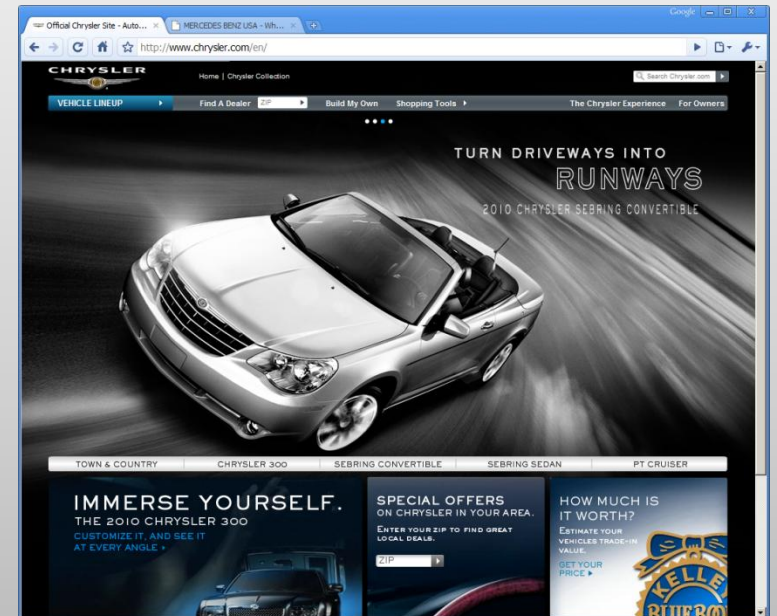 Google
Official Chrysler Site - Auto...
MERCEDES BENZ USA - Wh...
http://www.chrysler.com/en/
CHRYSLER
Home | Chrysler Collection
Search Chrysler.com
VEHICLE LINEUP
Find A Dealer ZIP
Build My Own
Shopping Tools
The Chrysler Experience
For Owners
TURN DRIVEWAYS INTO
RUNWAYS
2010 CHRYSLER SEBRING CONVERTIBLE
TOWN & COUNTRY
CHRYSLER 300
SEBRING CONVERTIBLE
SEBRING SEDAN
PT CRUISER
IMMERSE YOURSELF.
THE 2010 CHRYSLER 300
CUSTOMIZE IT, AND SEE IT
AT EVERY ANGLE
SPECIAL OFFERS
ON CHRYSLER IN YOUR AREA.
ENTER YOUR ZIP TO FIND GREAT
LOCAL DEALS.
ZIP
HOW MUCH IS
IT WORTH?
ESTIMATE YOUR
VEHICLES TRADE-IN
VALUE.
GET YOUR
PRICE
KELLE
BLUE BO